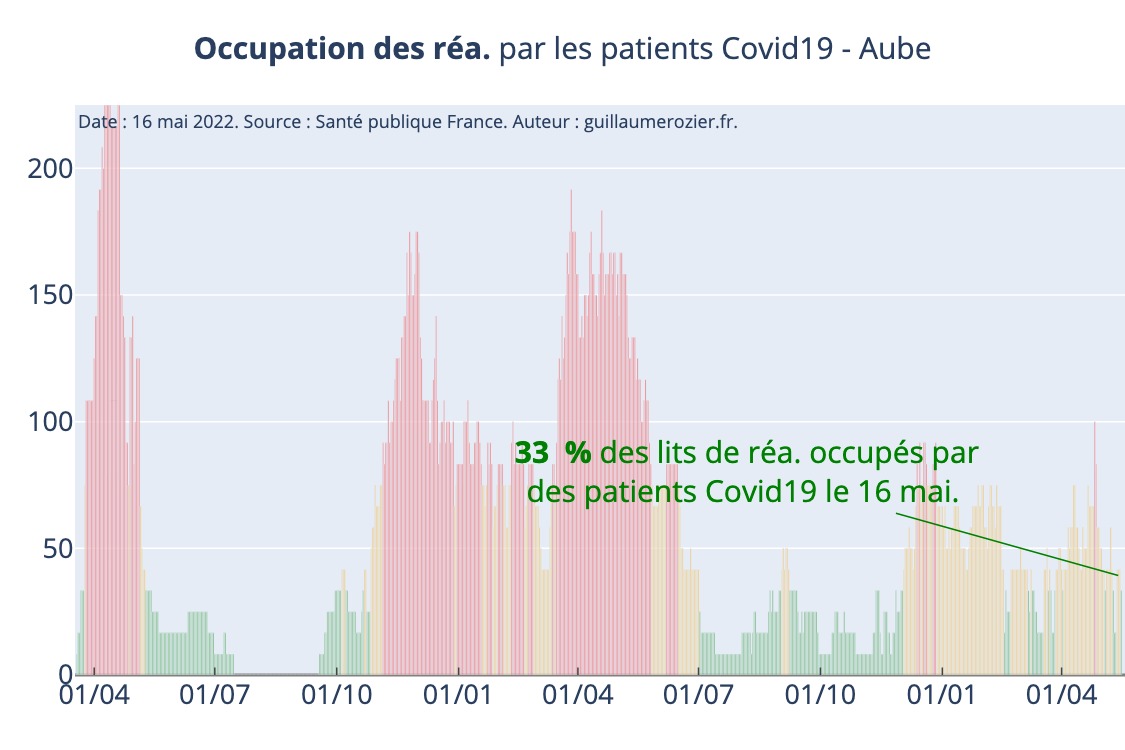 Occupation des réa. par les patients Covid19 - Aube
Date : 16 mai 2022. Source : Santé publique France. Auteur : guillaumerozier.fr.
200
150
100
33 % des lits de réa. occupés par
des patients Covid19 le 16 mai.
50
0
01/04 01/07 01/10 01/01 01/04 01/07 01/10 01/01 01/04